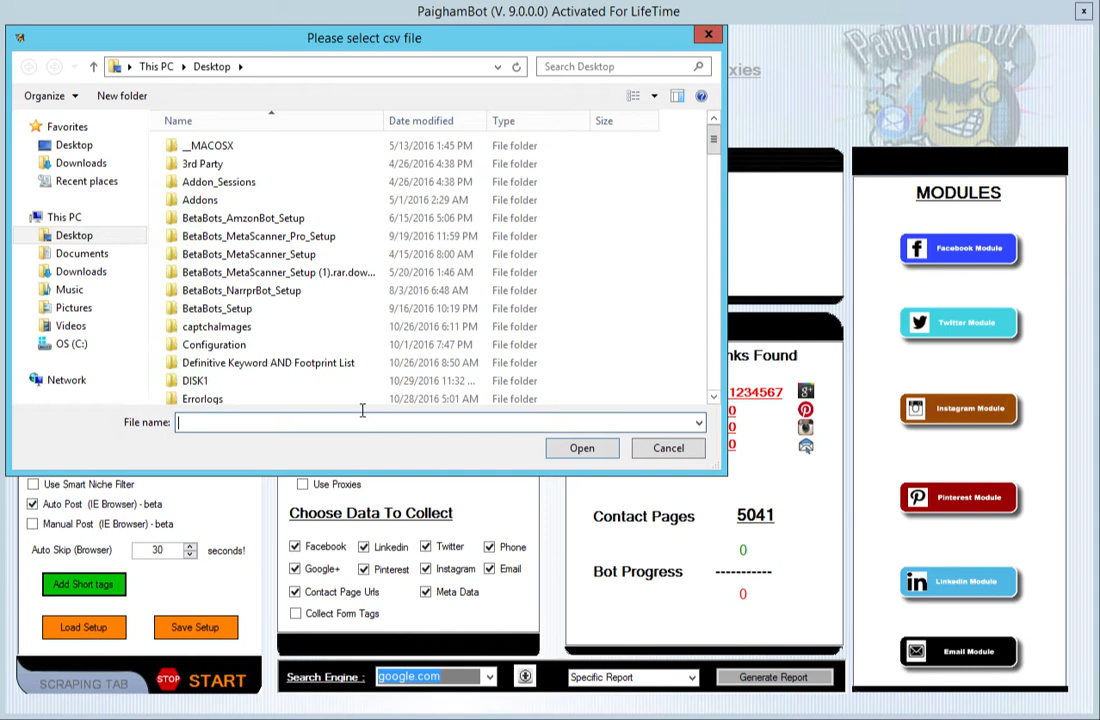 PaighamBot (V. 9.0.0.0) Activated For LifeTime
x
Paigham Bot
xies
Please select csv file
x
This PC
Desktop
Search Desktop
Organize
New folder
Name
Date modified
Type
Size
Favorites
Desktop
Downloads
Recent places
This PC
Desktop
Documents
Downloads
Music
Pictures
Videos
OS (C:)
Network
__MACOSX 5/13/2016 1:45 PM File folder
3rd Party 4/26/2016 4:38 PM File folder
Addon_Sessions 4/26/2016 4:38 PM File folder
Addons 5/1/2016 2:29 AM File folder
BetaBots_AmzonBot_Setup 6/15/2016 5:06 PM File folder
BetaBots_MetaScanner_Pro_Setup 9/19/2016 11:59 PM File folder
BetaBots_MetaScanner_Setup 4/15/2016 8:00 AM File folder
BetaBots_MetaScanner_Setup (1).rar.dow... 5/20/2016 1:46 AM File folder
BetaBots_NarrprBot_Setup 8/3/2016 6:48 AM File folder
BetaBots_Setup 9/16/2016 10:19 PM File folder
captchaImages 10/26/2016 6:11 PM File folder
Configuration 10/1/2016 7:47 PM File folder
Definitive Keyword AND Footprint List 10/26/2016 8:50 AM File folder
DISK1 10/29/2016 11:32 ... File folder
Errorlogs 10/28/2016 5:01 AM File folder
File name:
Open
Cancel
Use Smart Niche Filter
Auto Post (IE Browser) - beta
Manual Post (IE Browser) - beta
Auto Skip (Browser) 30 seconds!
Add Short tags
Load Setup
Save Setup
SCRAPING TAB
STOP
START
Use Proxies
Choose Data To Collect
Facebook Linkedin Twitter Phone
Google+ Pinterest Instagram Email
Contact Page Urls Meta Data
Collect Form Tags
Search Engine :
google.com
Specific Report
Generate Report
nks Found
1234567
0
0
0
Contact Pages 5041
0
Bot Progress ----------
0
MODULES
Facebook Module
Twitter Module
Instagram Module
Pinterest Module
Linkedin Module
Email Module